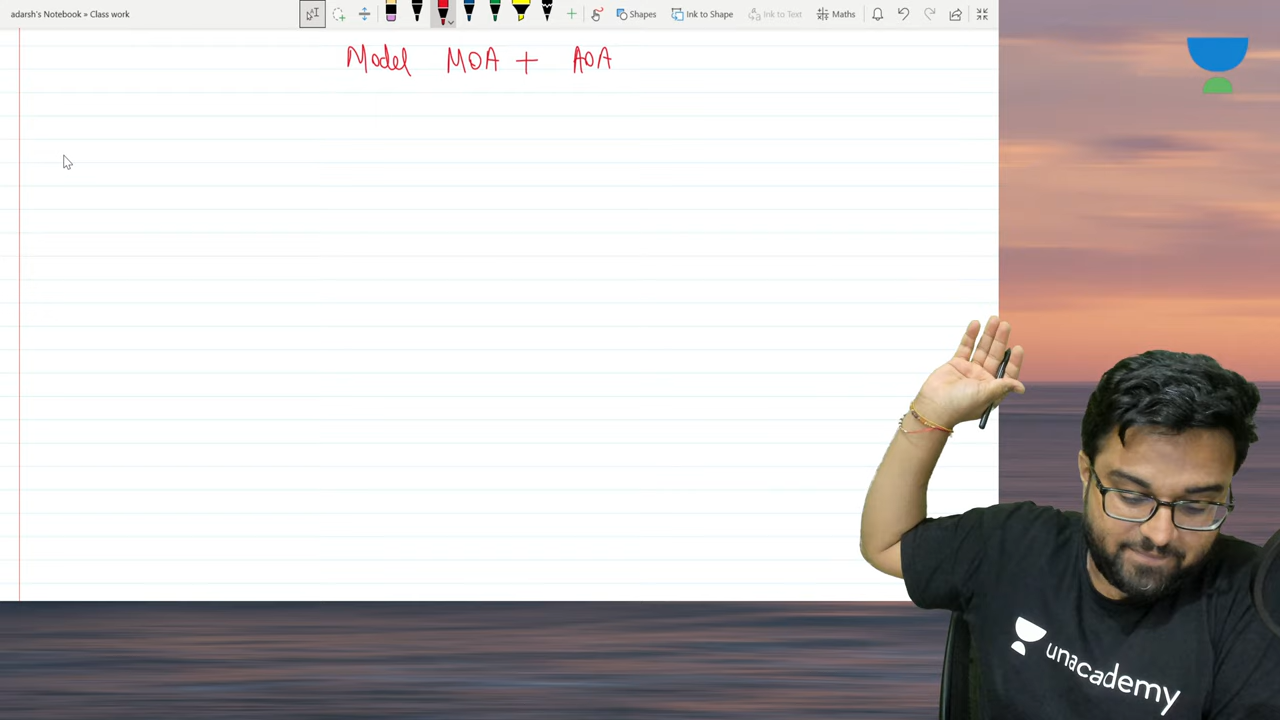 adarsh's Notebook » Class work
Shapes
Ink to Shape
Ink to Text
Maths
Model MOA + AOA
unacademy